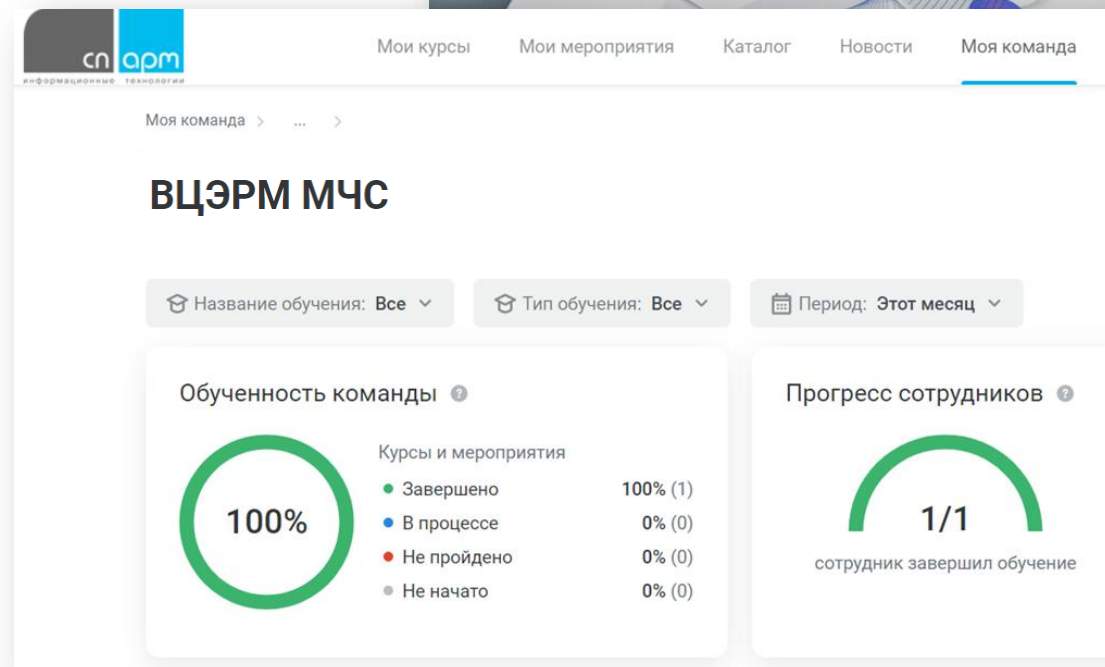 сп арм
информационные технологии
Мои курсы Мои мероприятия Каталог Новости Моя команда
Моя команда > ... >
ВЦЭРМ МЧС
Название обучения: Все Тип обучения: Все Период: Этот месяц
Обученность команды ?
100%
Курсы и мероприятия
Завершено 100% (1)
В процессе 0% (0)
Не пройдено 0% (0)
Не начато 0% (0)
Прогресс сотрудников ?
1/1
сотрудник завершил обучение